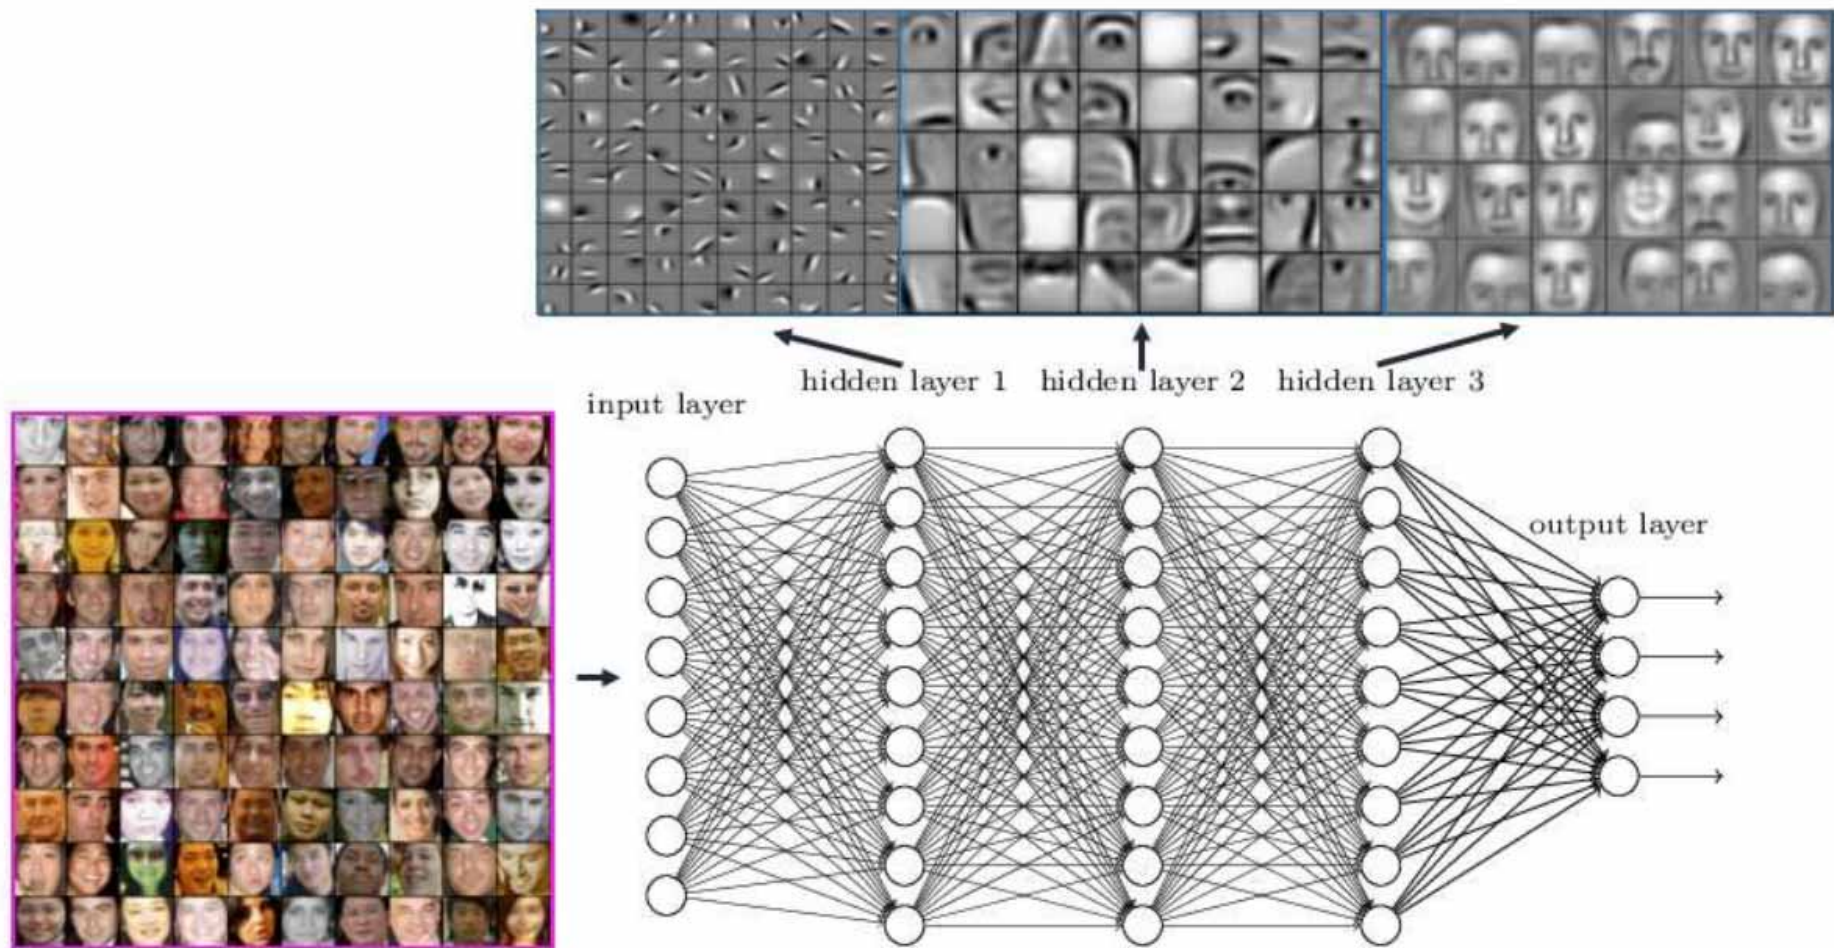 hidden layer 1
hidden layer 2
hidden layer 3
input layer
output layer